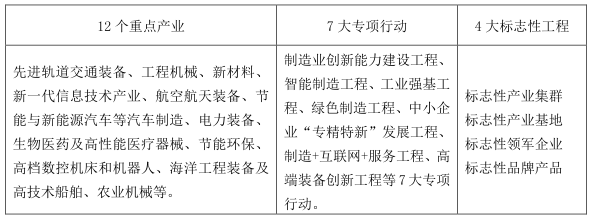 12 个重点产业
7 大专项行动
4 大标志性工程
先进轨道交通装备、工程机械、新材料、
新一代信息技术产业、航空航天装备、节
能与新能源汽车等汽车制造、电力装备、
生物医药及高性能医疗器械、节能环保、
高档数控机床和机器人、海洋工程装备及
高技术船舶、农业机械等。
制造业创新能力建设工程、
智能制造工程、工业强基工
程、绿色制造工程、中小企
业“专精特新”发展工程、
制造+互联网+服务工程、高
端装备创新工程等 7 大专项
行动。
标志性产业集群
标志性产业基地
标志性领军企业
标志性品牌产品